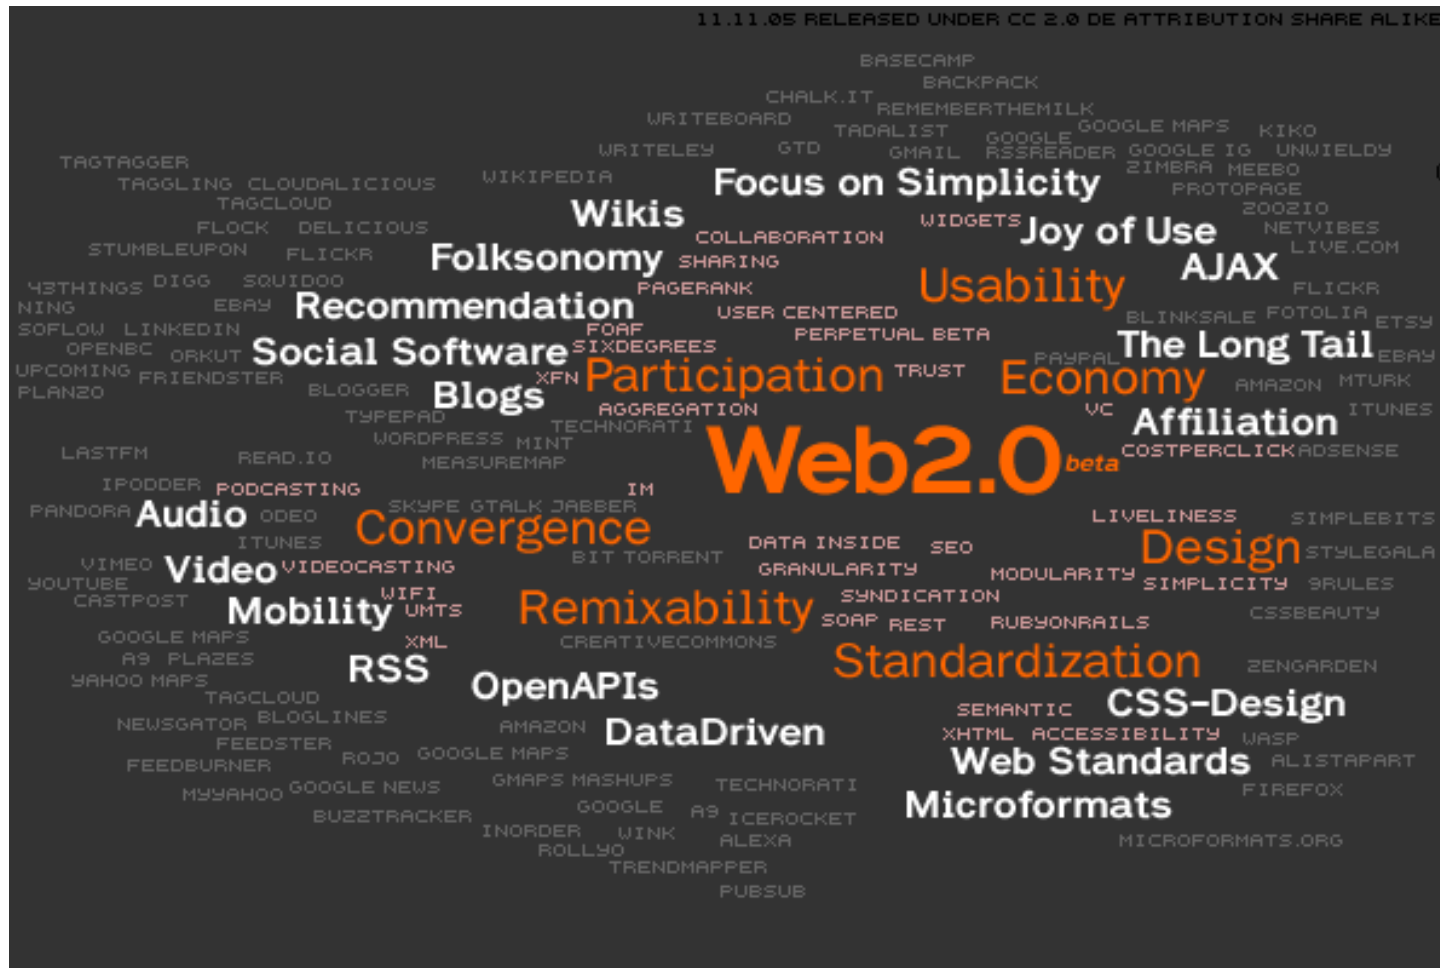 11.11.05 RELEASED UNDER CC 2.0 DE ATTRIBUTION SHARE ALIKE
BASECAMP
BACKPACK
CHALK.IT
REMEMBERTHEMILK
WRITEBOARD
TADALIST
GOOGLE RSSREADER
GOOGLE MAPS
KIKO
WRITELEY
GTD
GMAIL
GOOGLE IG
UNWIELDY
TAGTAGGER
ZIMBRA
MEEBO
TAGGLING
CLOUDALICIOUS
WIKIPEDIA
Focus on Simplicity
PROTOPAGE
TAGCLOUD
Wikis
ZOOZIO
FLOCK
DELICIOUS
COLLABORATION
WIDGETS
Joy of Use
NETVIBES
STUMBLEUPON
FLICKR
Folksonomy
SHARING
LIVE.COM
AJAX
43THINGS
DIGG
SQUIDOO
PAGERANK
Usability
FLICKR
NING
EBAY
Recommendation
USER CENTERED
BLINKSALE
FOTOLIA
ETSY
SOFLOW
LINKEDIN
FOAF
PERPETUAL BETA
OPENBC
ORKUT
Social Software
SIXDEGREES
PAYPAL
The Long Tail
EBAY
UPCOMING
FRIENDSTER
XFN
Participation
TRUST
Economy
AMAZON
MTURK
PLANZO
BLOGGER
Blogs
AGGREGATION
VC
ITUNES
TYPEPAD
TECHNORATI
Affiliation
WORDPRESS
MINT
LASTFM
READ.IO
MEASUREMAP
Web2.0 beta
COSTPERCLICK
ADSENSE
IPODDER
PODCASTING
IM
PANDORA
Audio
ODEO
SKYPE GTALK JABBER
LIVELINESS
SIMPLEBITS
ITUNES
Convergence
DATA INSIDE
SEO
Design
STYLEGALA
VIMEO
Video
VIDEOCASTING
BIT TORRENT
GRANULARITY
MODULARITY
SIMPLICITY
9RULES
YOUTUBE
CASTPOST
WIFI
SYNDICATION
Mobility
UMTS
Remixability
SOAP
REST
RUBYONRAILS
CSSBEAUTY
GOOGLE MAPS
XML
CREATIVECOMMONS
A9
PLAZES
RSS
Standardization
ZENGARDEN
YAHOO MAPS
OpenAPIs
TAGCLOUD
SEMANTIC
CSS-Design
NEWSGATOR
BLOGLINES
AMAZON
DataDriven
XHTML
ACCESSIBILITY
WASP
FEEDSTER
ROJO
GOOGLE MAPS
Web Standards
ALISTAPART
FEEDBURNER
MYYAHOO
GOOGLE NEWS
GMAPS MASHUPS
TECHNORATI
FIREFOX
BUZZTRACKER
GOOGLE
A9
ICEROCKET
Microformats
INORDER
WINK
ALEXA
MICROFORMATS.ORG
ROLLYO
TRENDMAPPER
PUBSUB